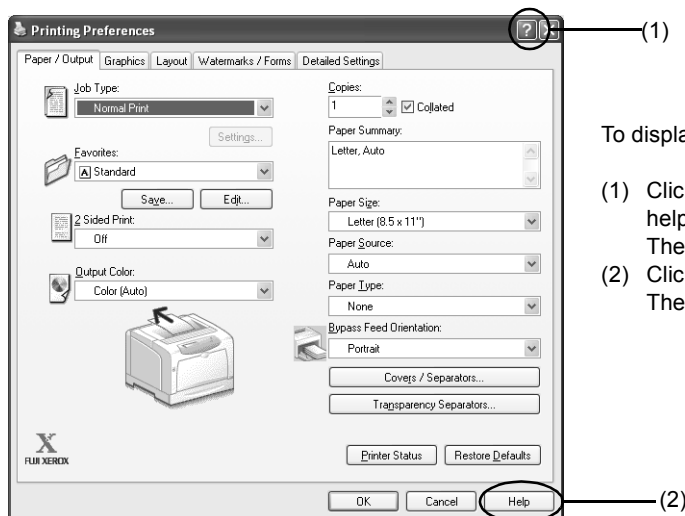 Printing Preferences
?
X
(1)
Paper / Output Graphics Layout Watermarks / Forms Detailed Settings
Job Type:
Normal Print
Settings...
Favorites:
A Standard
Save... Edit...
2 Sided Print:
Off
Output Color:
Color (Auto)
Copies:
1
Collated
Paper Summary:
Letter, Auto
Paper Size:
Letter (8.5 x 11")
Paper Source:
Auto
Paper Type:
None
Bypass Feed Orientation:
Portrait
Covers / Separators...
Transparency Separators...
X
FUJI XEROX
Printer Status Restore Defaults
OK Cancel Help
(2)
To displa
(1) Clic
help
The
(2) Clic
The